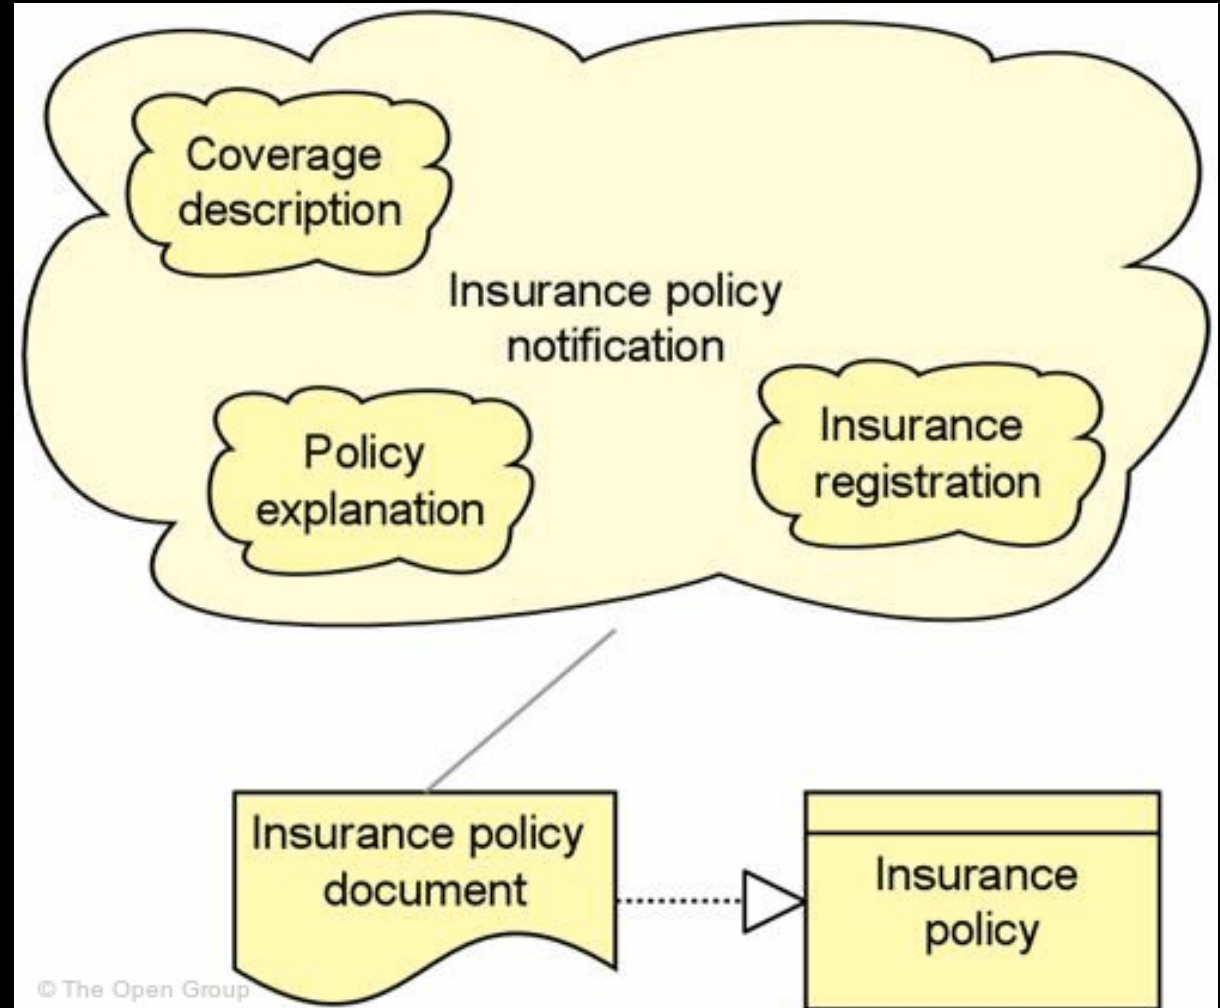 Coverage
description
Insurance policy
notification
Policy
explanation
Insurance
registration
Insurance policy
document
Insurance
policy
© The Open Group